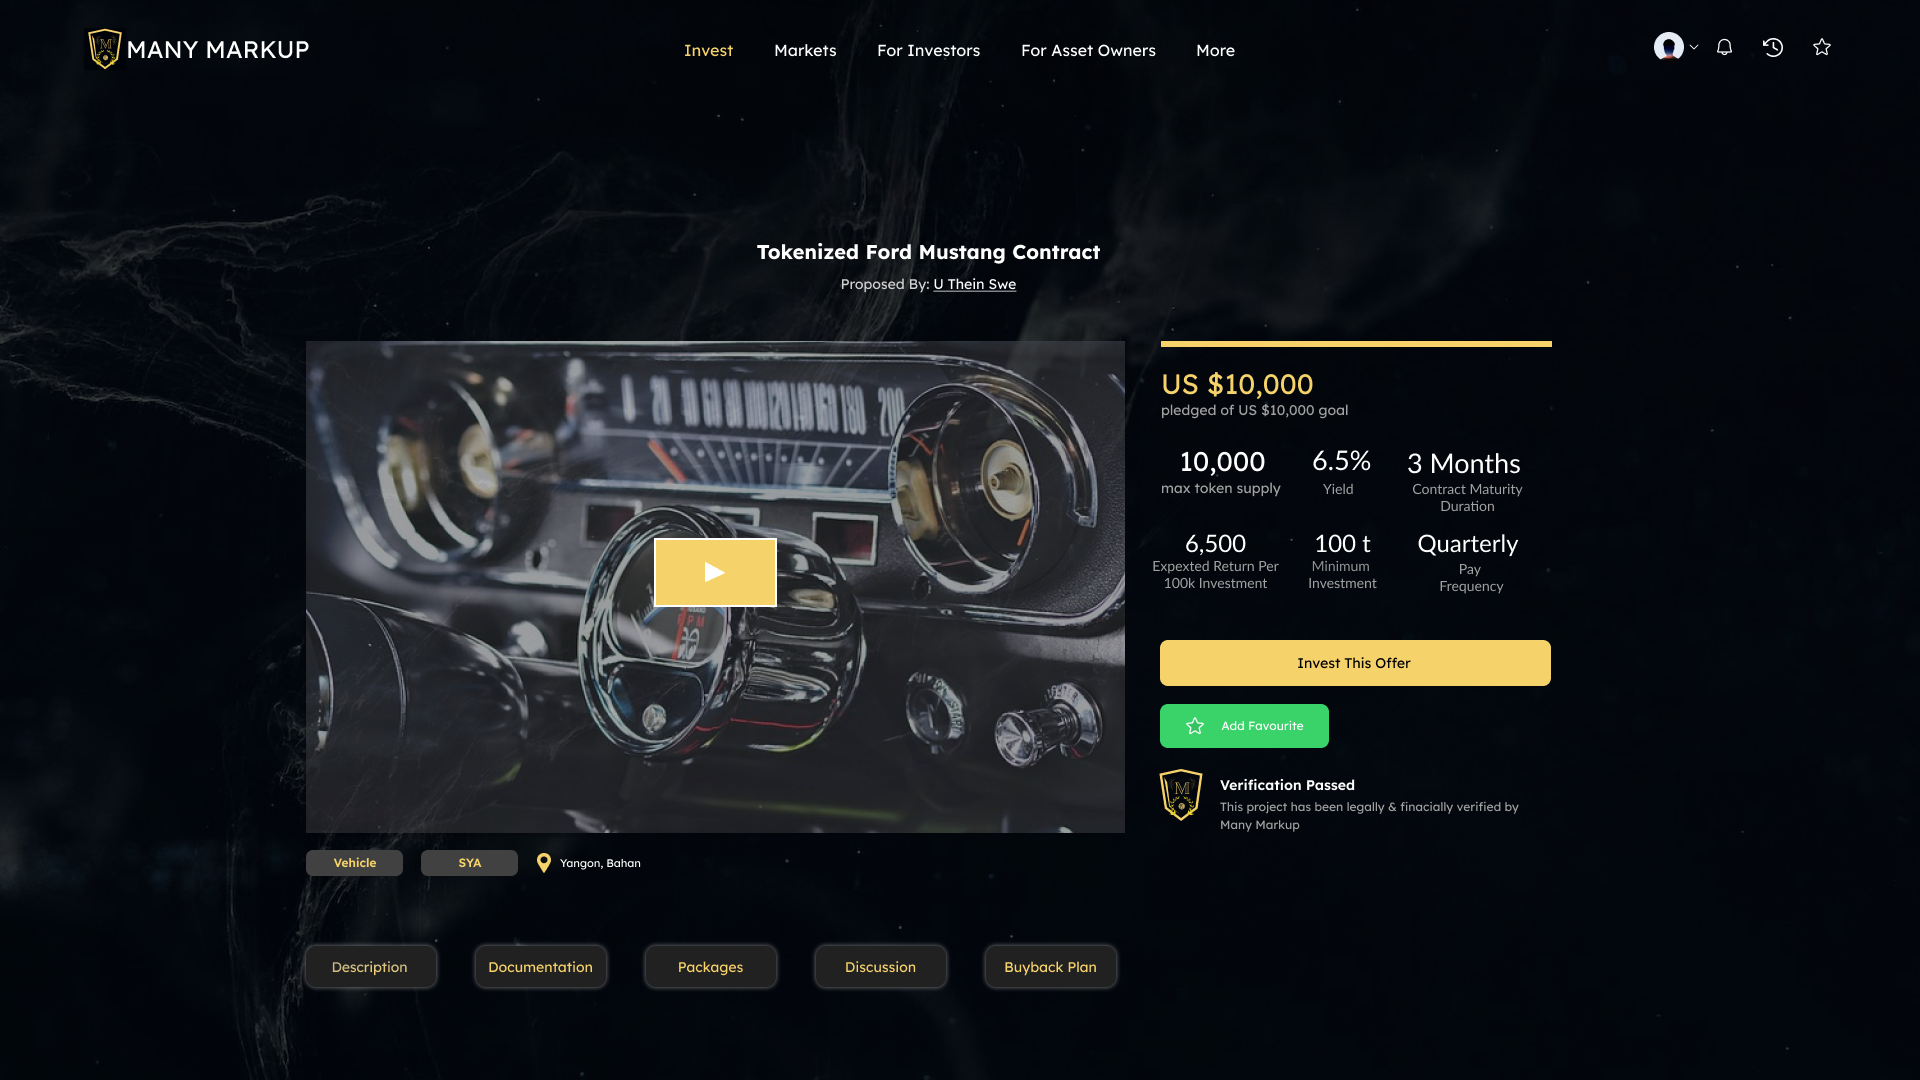 MANY MARKUP
Invest
Markets
For Investors
For Asset Owners
More
Tokenized Ford Mustang Contract
Proposed By: U Thein Swe
US $10,000
pledged of US $10,000 goal
10,000
max token supply
6.5%
Yield
3 Months
Contract Maturity
Duration
6,500
Expexted Return Per
100k Investment
100 t
Minimum
Investment
Quarterly
Pay
Frequency
Invest This Offer
Add Favourite
Verification Passed
This project has been legally & finacially verified by
Many Markup
Vehicle
SYA
Yangon, Bahan
Description
Documentation
Packages
Discussion
Buyback Plan